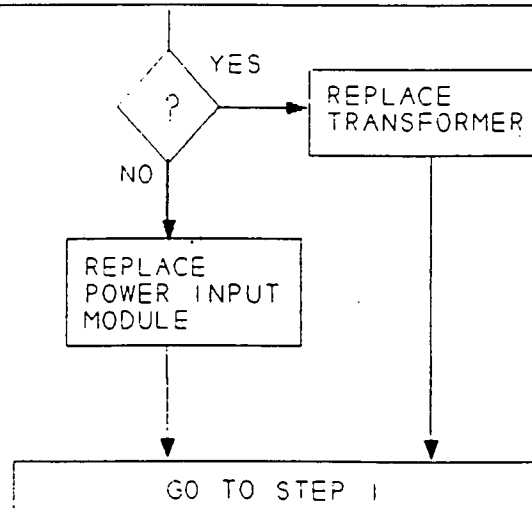 YES
?
REPLACE
TRANSFORMER
NO
REPLACE
POWER INPUT
MODULE
GO TO STEP 1